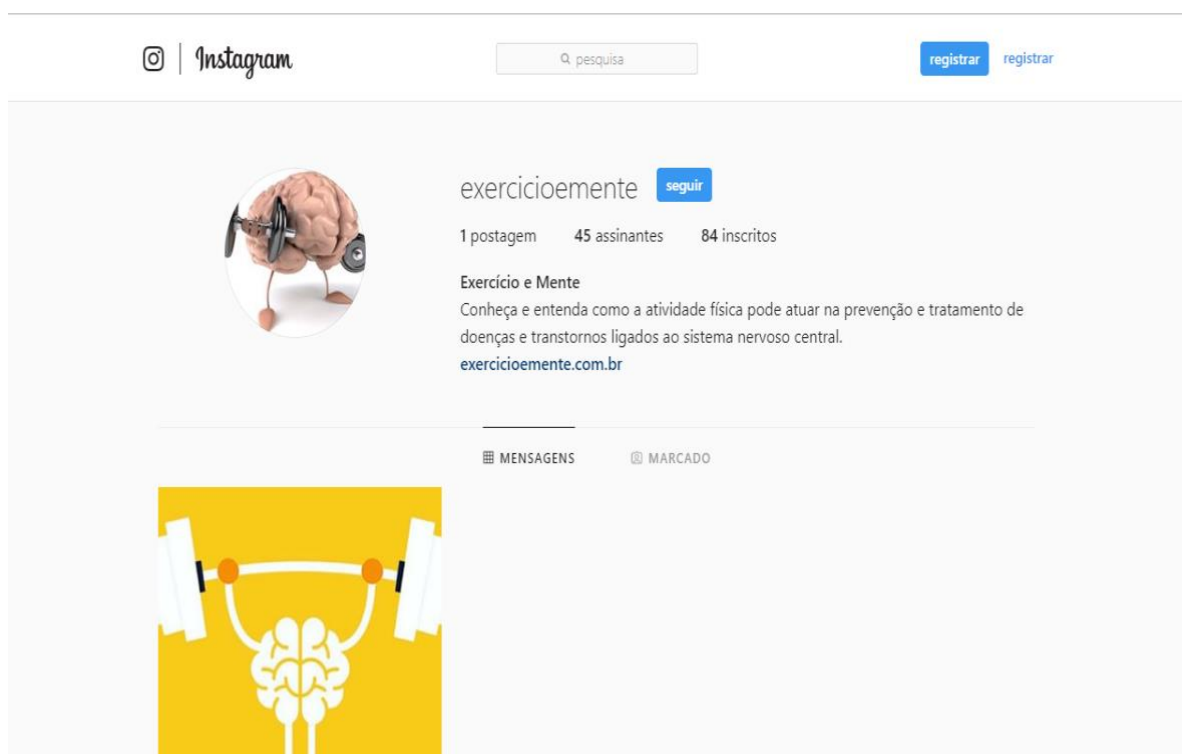 Instagram
pesquisa
registrar registrar
exercicioemente seguir
1 postagem 45 assinantes 84 inscritos
Exercício e Mente
Conheça e entenda como a atividade física pode atuar na prevenção e tratamento de
doenças e transtornos ligados ao sistema nervoso central.
exercicioemente.com.br
MENSAGENS MARCADO